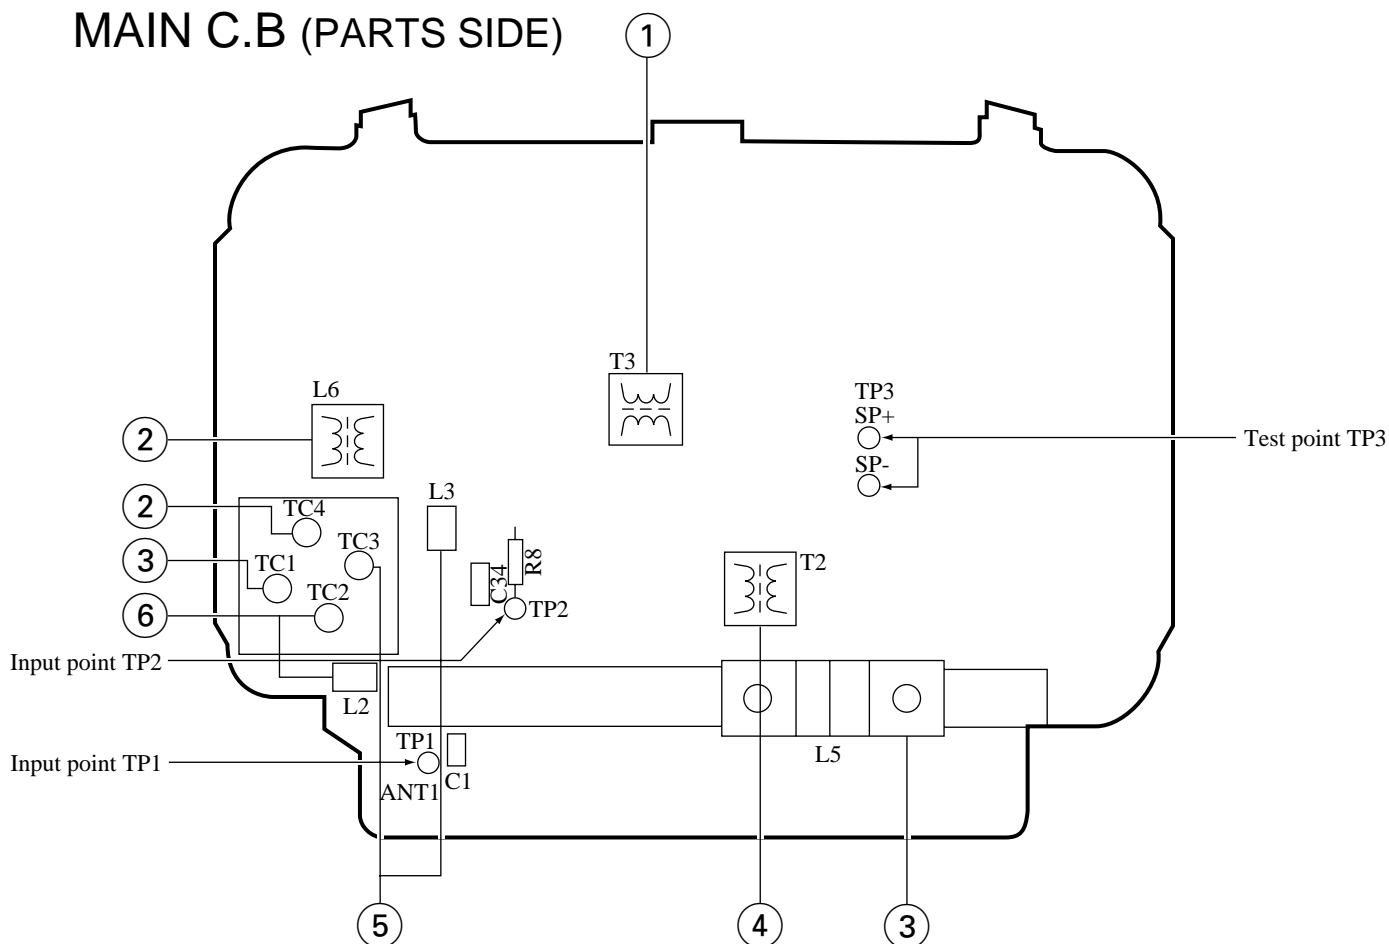 MAIN C.B (PARTS SIDE)
1
T3
L6
TP3
SP+
2
Test point TP3
SP-
L3
2
TC4
TC3
3
TC1
C34
R8
T2
TC2
6
TP2
Input point TP2
L2
TP1
L5
Input point TP1
C1
ANT1
5
4
3